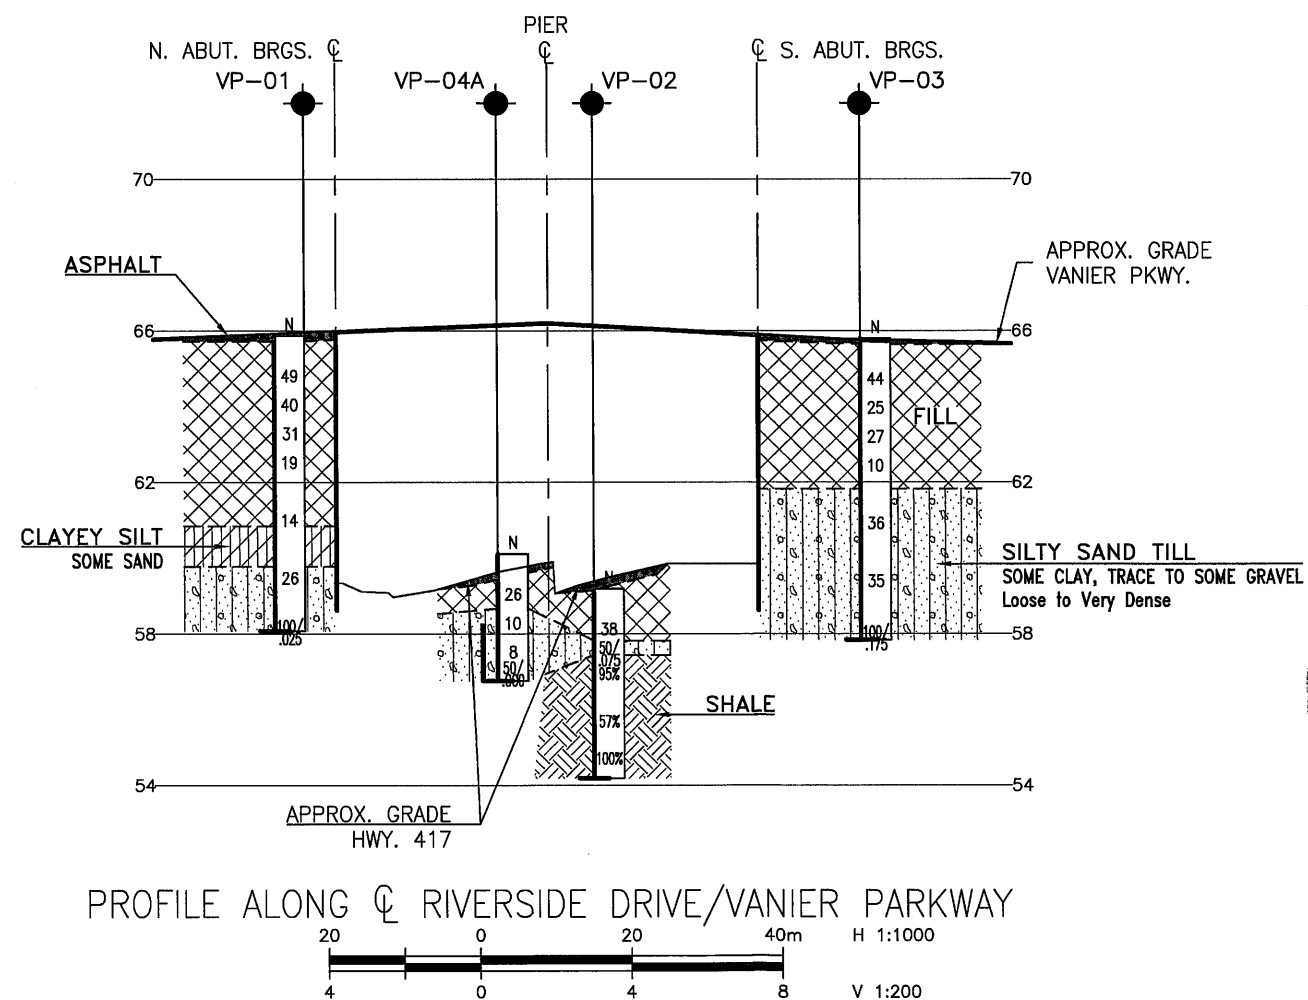 PIER
N. ABUT. BRGS. ℄
℄
℄ S. ABUT. BRGS.
VP-01
VP-04A
VP-02
VP-03
70
70
APPROX. GRADE
VANIER PKWY.
ASPHALT
66
66
N
N
49
40
31
19
14
26
100/
.025
44
25
27
10
36
35
100/
.175
FILL
62
62
CLAYEY SILT
SOME SAND
SILTY SAND TILL
SOME CLAY, TRACE TO SOME GRAVEL
Loose to Very Dense
N
26
10
8
50/
.000
N
38
50/
.075
95%
57%
100%
58
58
SHALE
54
54
APPROX. GRADE
HWY. 417
PROFILE ALONG ℄ RIVERSIDE DRIVE/VANIER PARKWAY
20 0 20 40m H 1:1000
4 0 4 8 V 1:200